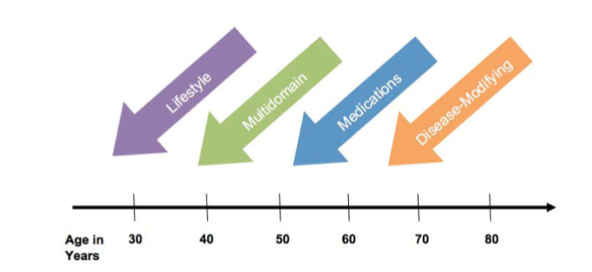 Lifestyle
Multidomain
Medications
Disease-Modifying
Age in Years
30
40
50
60
70
80